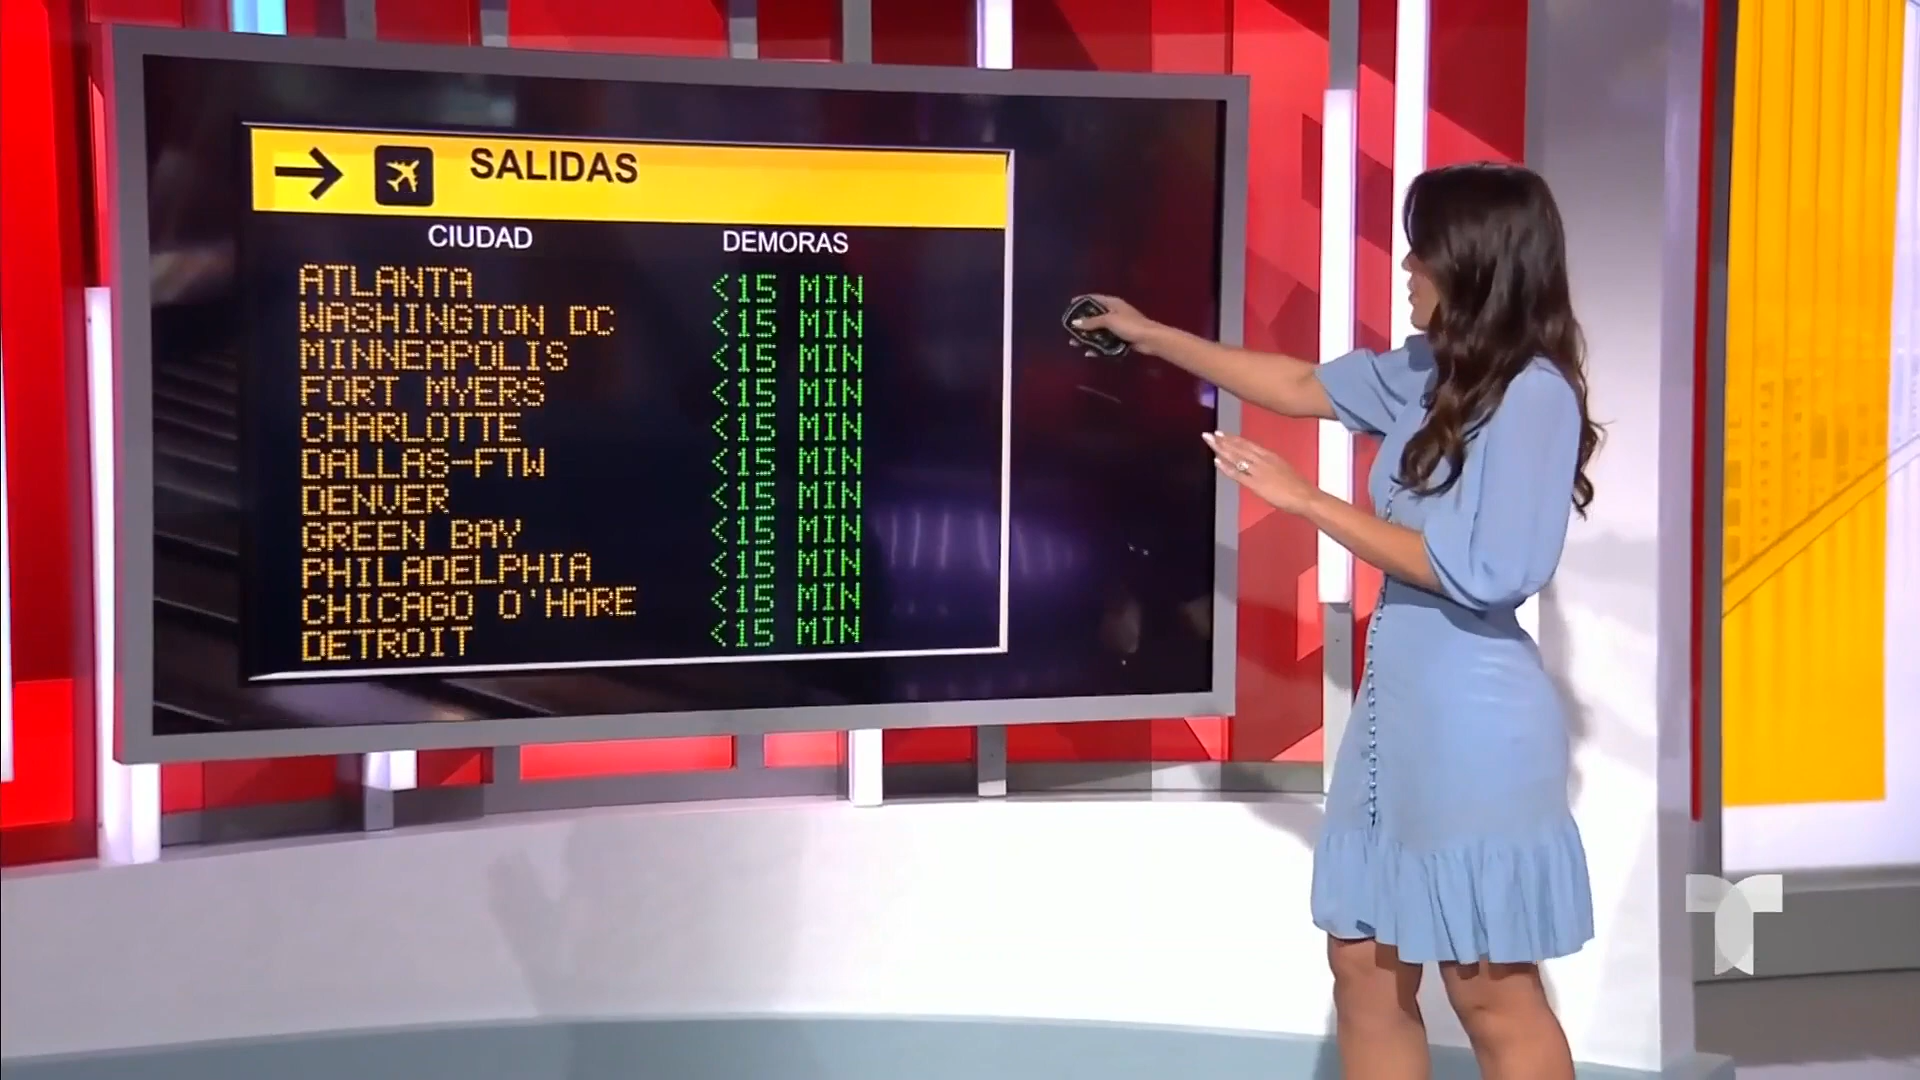 SALIDAS
CIUDAD DEMORAS
ATLANTA <15 MIN
WASHINGTON DC <15 MIN
MINNEAPOLIS <15 MIN
FORT MYERS <15 MIN
CHARLOTTE <15 MIN
DALLAS-FTW <15 MIN
DENVER <15 MIN
GREEN BAY <15 MIN
PHILADELPHIA <15 MIN
CHICAGO O'HARE <15 MIN
DETROIT <15 MIN